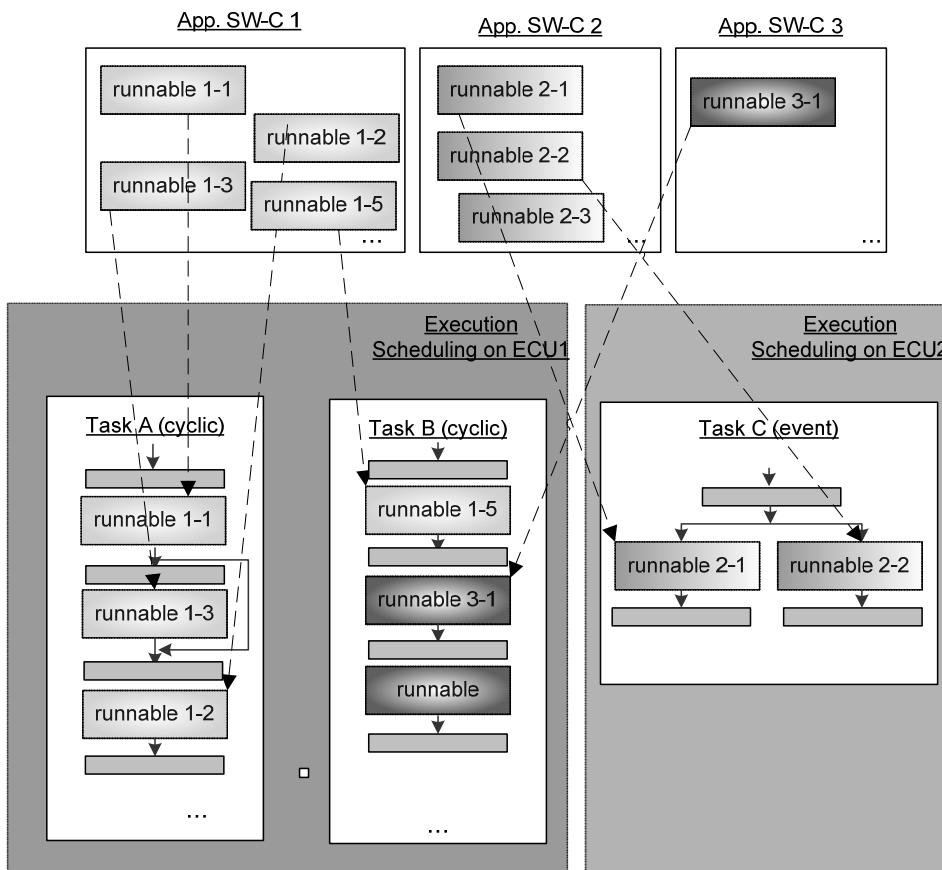 App. SW-C 1
App. SW-C 2
App. SW-C 3
runnable 1-1
runnable 1-2
runnable 1-3
runnable 1-5
...
runnable 2-1
runnable 2-2
runnable 2-3
...
runnable 3-1
...
Execution
Scheduling on ECU1
Execution
Scheduling on ECU2
Task A (cyclic)
runnable 1-1
runnable 1-3
runnable 1-2
...
Task B (cyclic)
runnable 1-5
runnable 3-1
runnable
...
Task C (event)
runnable 2-1
runnable 2-2